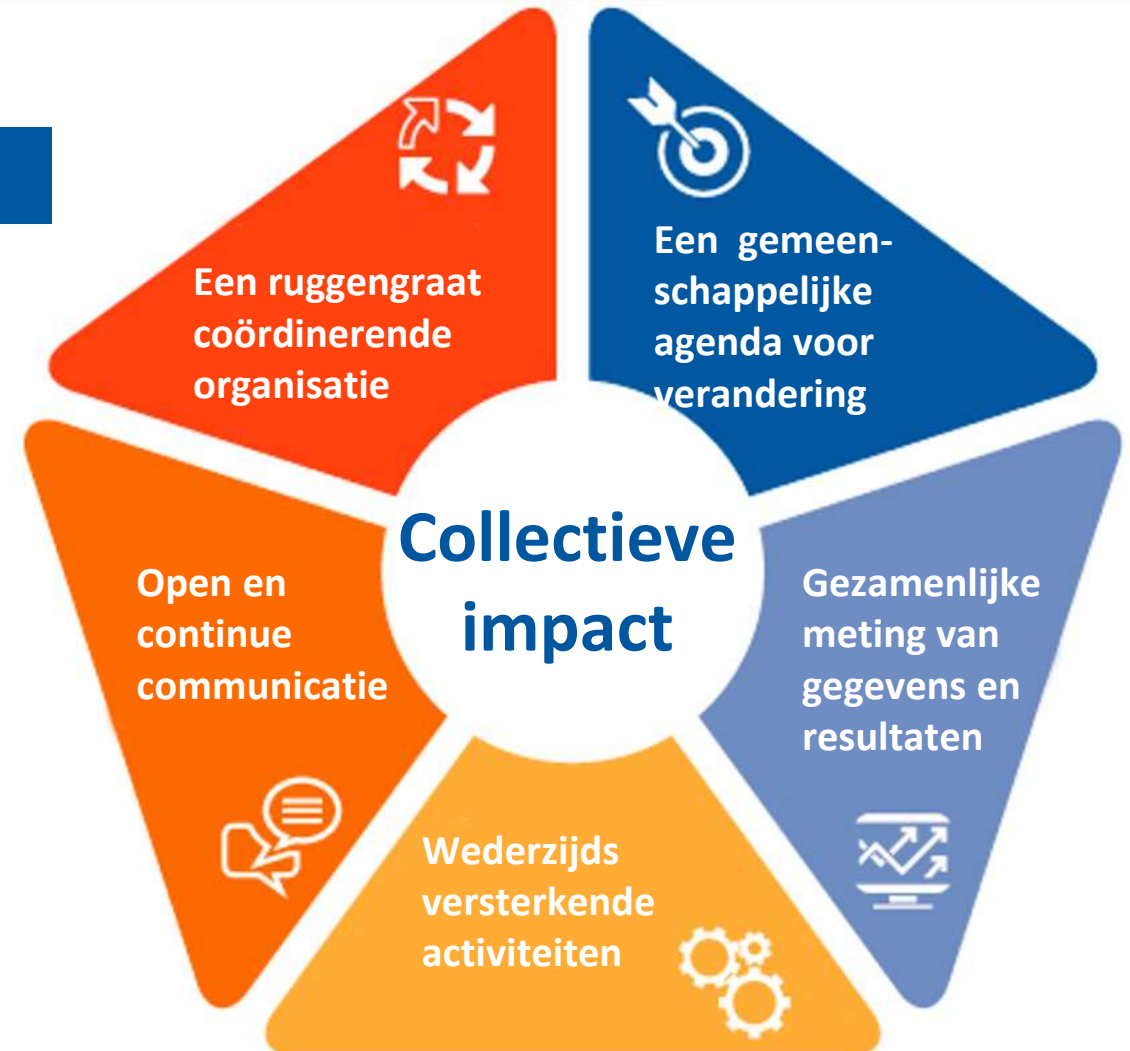 Een ruggengraat
coördinerende
organisatie
Een gemeen-
schappelijke
agenda voor
verandering
Collectieve
impact
Open en
continue
communicatie
Gezamenlijke
meting van
gegevens en
resultaten
Wederzijds
versterkende
activiteiten